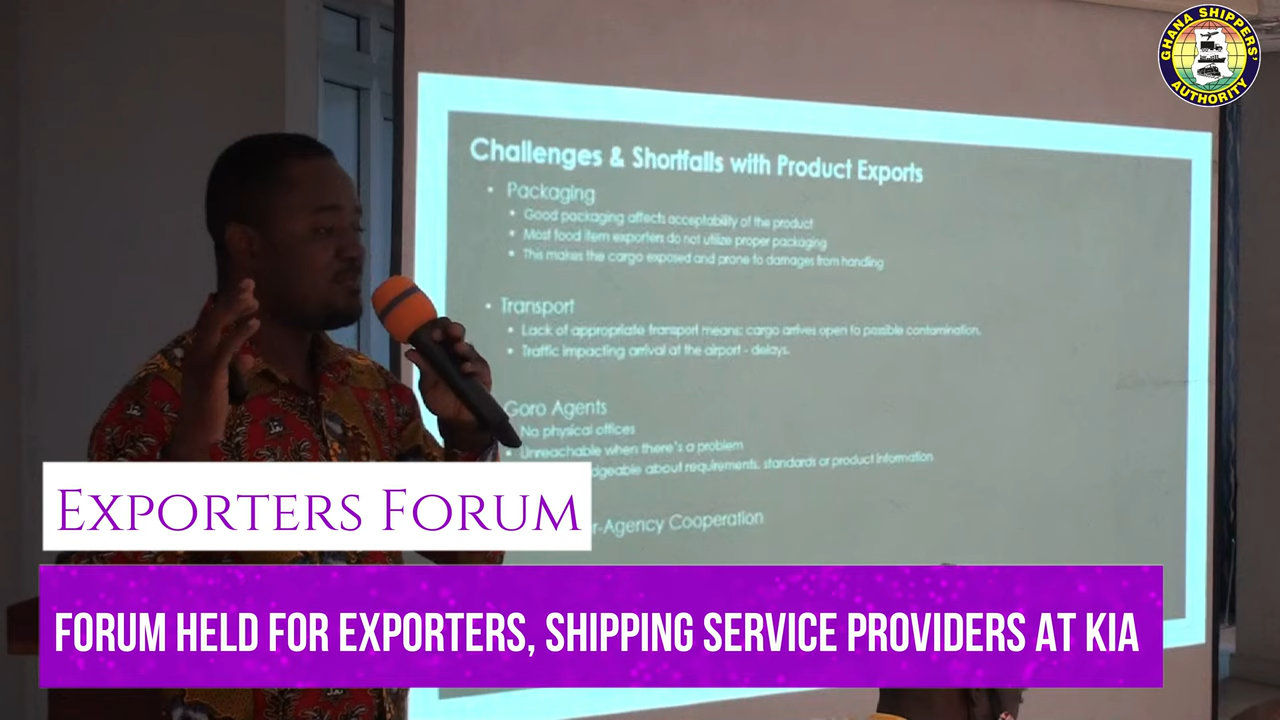 GHANA SHIPPERS'
AUTHORITY
Challenges & Shortfalls with Product Exports
• Packaging
• Good packaging affects acceptability of the product
• Most food item exporters do not utilize proper packaging
• This makes the cargo exposed and prone to damages from handling
• Transport
• Lack of appropriate transport means: cargo arrives open to possible contamination.
• Traffic impacting arrival at the airport - delays.
Goro Agents
No physical offices
• Unreachable when there's a problem
about requirements, standards or product information
-Agency Cooperation
EXPORTERS FORUM
FORUM HELD FOR EXPORTERS, SHIPPING SERVICE PROVIDERS AT KIA